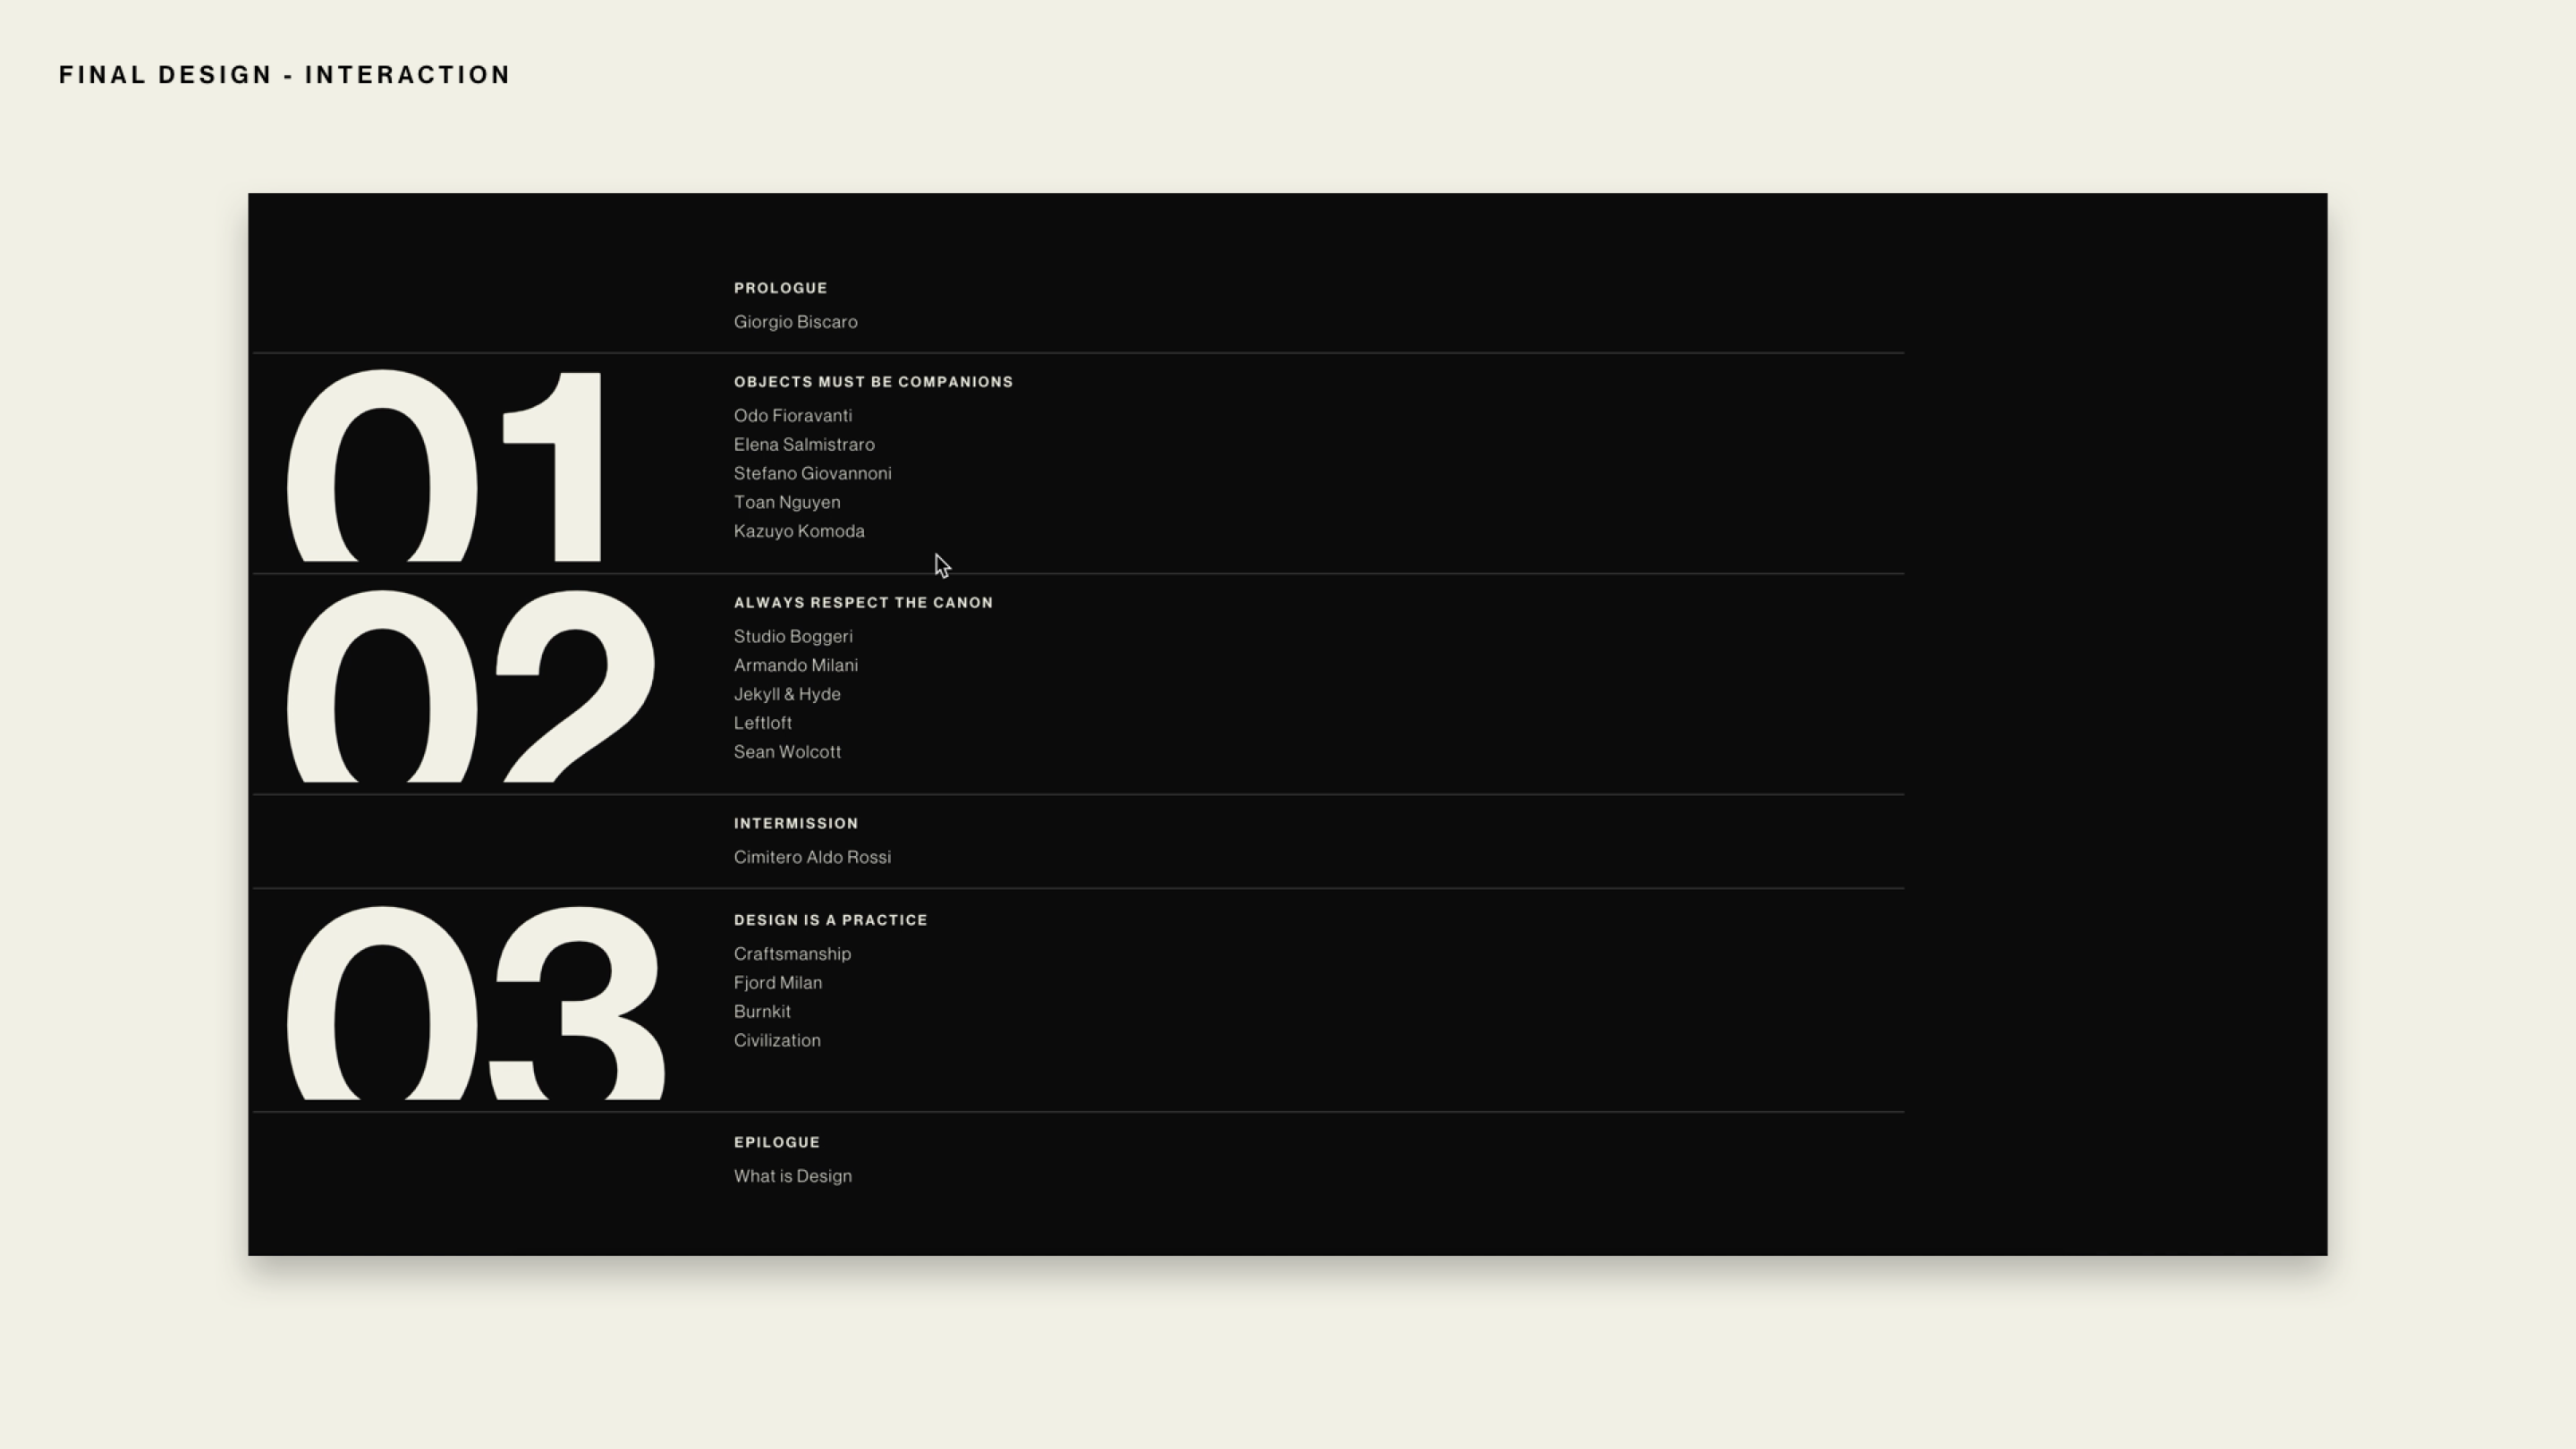 FINAL DESIGN - INTERACTION
PROLOGUE
Giorgio Biscaro
01
OBJECTS MUST BE COMPANIONS
Odo Fioravanti
Elena Salmistraro
Stefano Giovannoni
Toan Nguyen
Kazuyo Komoda
02
ALWAYS RESPECT THE CANON
Studio Boggeri
Armando Milani
Jekyll & Hyde
Leftloft
Sean Wolcott
INTERMISSION
Cimitero Aldo Rossi
03
DESIGN IS A PRACTICE
Craftsmanship
Fjord Milan
Burnkit
Civilization
EPILOGUE
What is Design